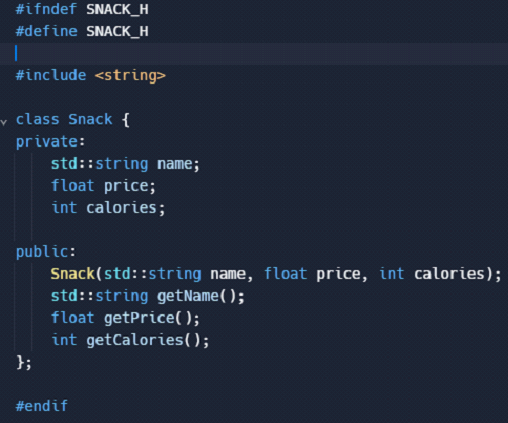 #ifndef SNACK_H
#define SNACK_H
#include <string>
class Snack {
private:
std::string name;
float price;
int calories;
public:
Snack(std::string name, float price, int calories);
std::string getName();
float getPrice();
int getCalories();
};
#endif